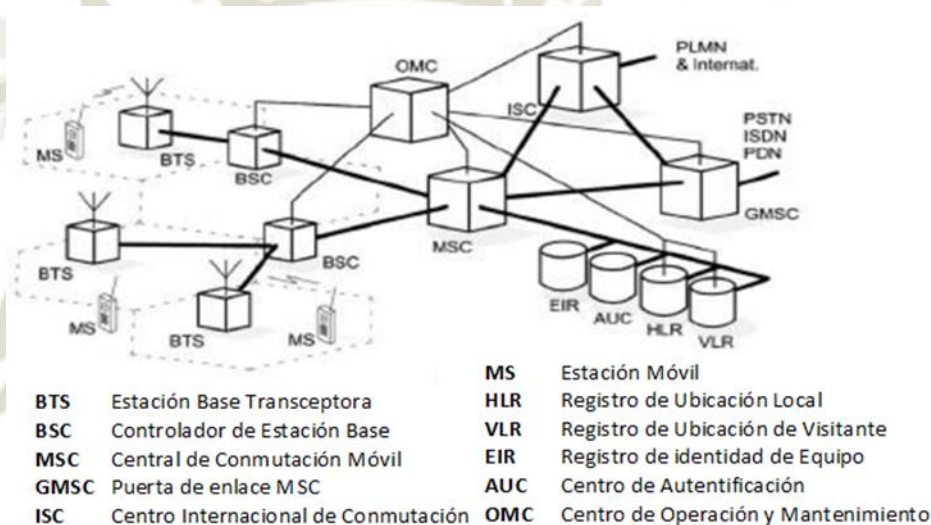 OMC
PLMN
& Internat.
ISC
PSTN
ISDN
PDN
MS
BTS
BSC
GMSC
MSC
BTS
BSC
MS
BTS
MS
EIR
AUC
HLR
VLR
BTS Estación Base Transceptora
BSC Controlador de Estación Base
MSC Central de Conmutación Móvil
GMSC Puerta de enlace MSC
ISC Centro Internacional de Conmutación
MS Estación Móvil
HLR Registro de Ubicación Local
VLR Registro de Ubicación de Visitante
EIR Registro de identidad de Equipo
AUC Centro de Autentificación
OMC Centro de Operación y Mantenimiento